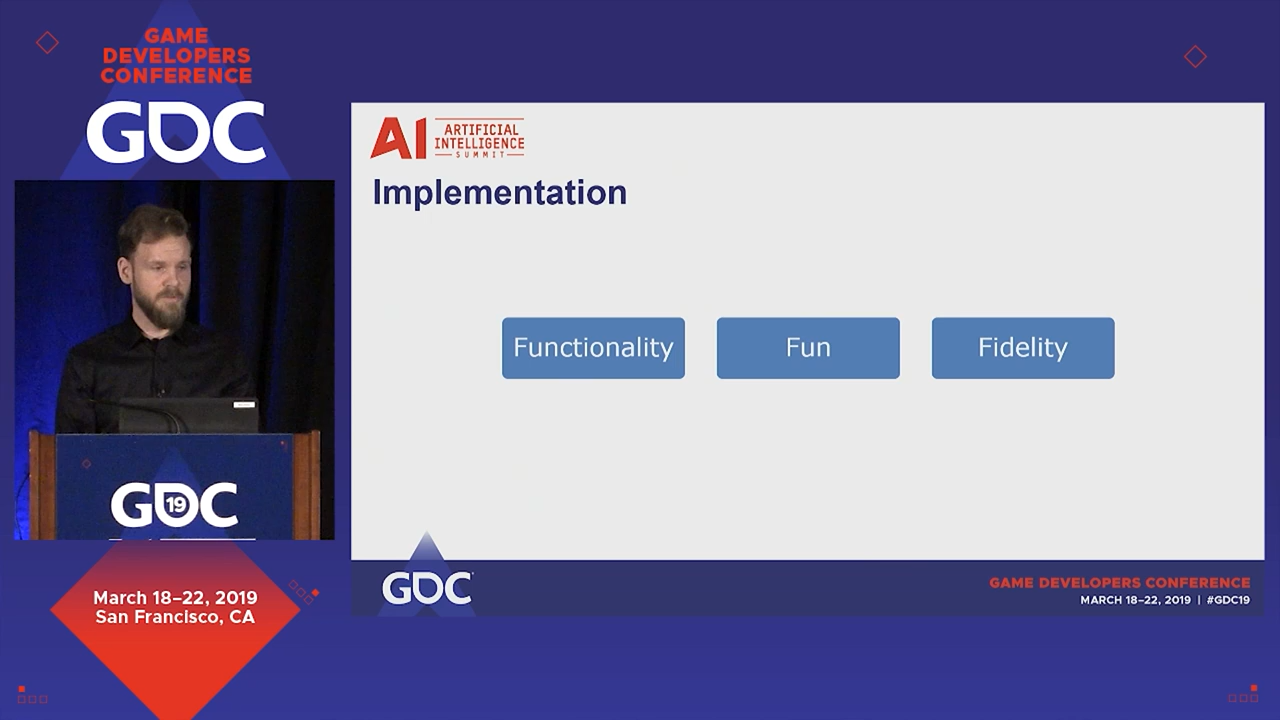 GAME
DEVELOPERS
CONFERENCE
GDC
AI ARTIFICIAL
INTELLIGENCE
SUMMIT
Implementation
Functionality
Fun
Fidelity
GDC
19
March 18–22, 2019
San Francisco, CA
GDC
GAME DEVELOPERS CONFERENCE
MARCH 18–22, 2019 | #GDC19